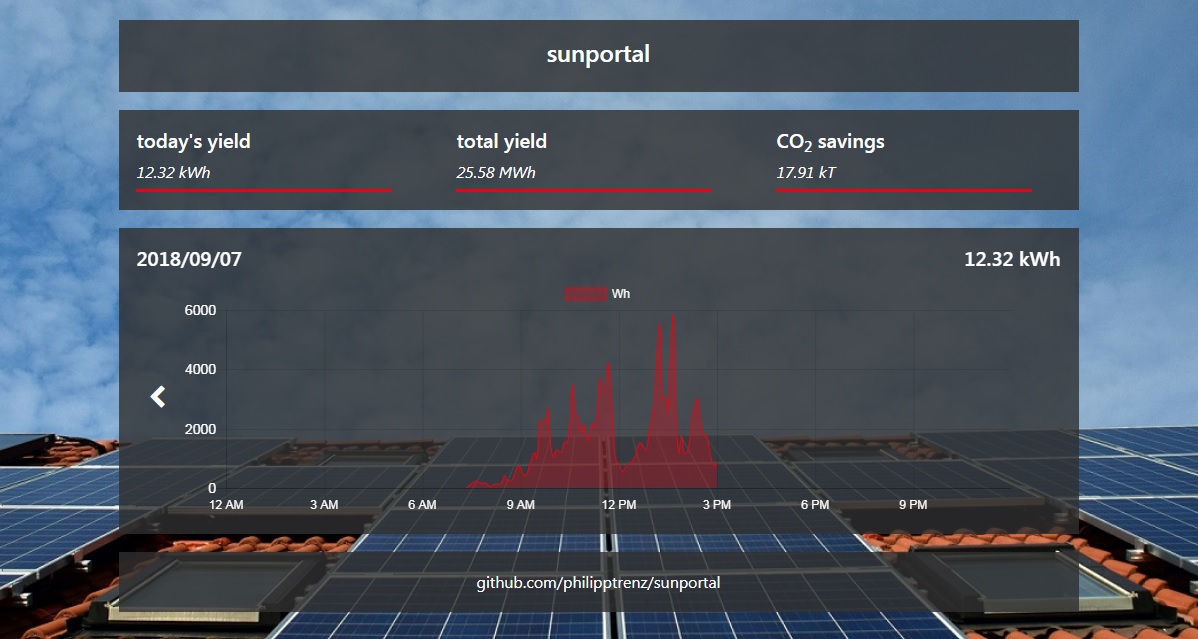 sunportal
today's yield
12.32 kWh
total yield
25.58 MWh
CO₂ savings
17.91 kT
2018/09/07
12.32 kWh
Wh
6000
4000
2000
0
12 AM 3 AM 6 AM 9 AM 12 PM 3 PM 6 PM 9 PM
github.com/philipptrenz/sunportal